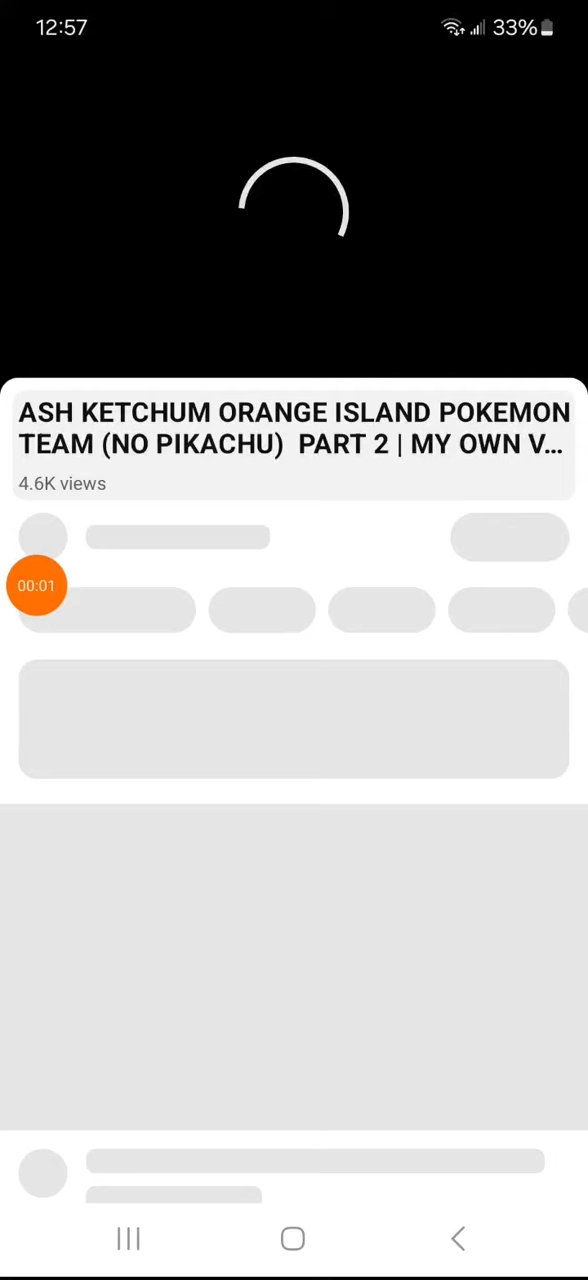 12:57
33%
ASH KETCHUM ORANGE ISLAND POKEMON
TEAM (NO PIKACHU) PART 2 | MY OWN V...
4.6K views
00:01